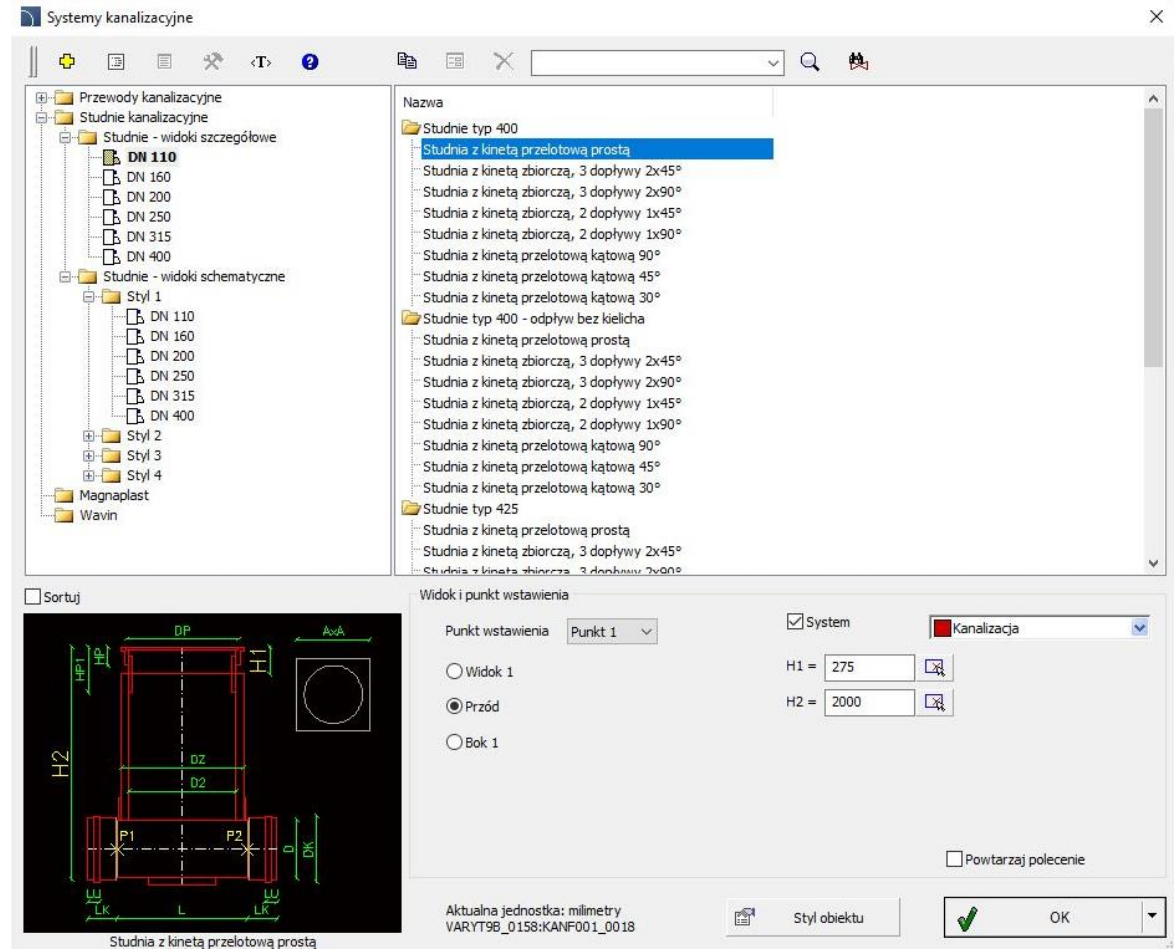 Systemy kanalizacyjne
<T>
Przewody kanalizacyjne
Studnie kanalizacyjne
Studnie - widoki szczegółowe
DN 110
DN 160
DN 200
DN 250
DN 315
DN 400
Studnie - widoki schematyczne
Styl 1
DN 110
DN 160
DN 200
DN 250
DN 315
DN 400
Styl 2
Styl 3
Styl 4
Magnaplast
Wavin
Nazwa
Studnie typ 400
Studnia z kinetą przelotową prostą
Studnia z kinetą zbiorczą, 3 dopływy 2x45°
Studnia z kinetą zbiorczą, 3 dopływy 2x90°
Studnia z kinetą zbiorczą, 2 dopływy 1x45°
Studnia z kinetą zbiorczą, 2 dopływy 1x90°
Studnia z kinetą przelotową kątową 90°
Studnia z kinetą przelotową kątową 45°
Studnia z kinetą przelotową kątową 30°
Studnie typ 400 - odpływ bez kielicha
Studnia z kinetą przelotową prostą
Studnia z kinetą zbiorczą, 3 dopływy 2x45°
Studnia z kinetą zbiorczą, 3 dopływy 2x90°
Studnia z kinetą zbiorczą, 2 dopływy 1x45°
Studnia z kinetą zbiorczą, 2 dopływy 1x90°
Studnia z kinetą przelotową kątową 90°
Studnia z kinetą przelotową kątową 45°
Studnia z kinetą przelotową kątową 30°
Studnie typ 425
Studnia z kinetą przelotową prostą
Studnia z kinetą zbiorczą, 3 dopływy 2x45°
Studnia z kinetą zbiorczą, 3 dopływy 2x90°
Sortuj
DP
AxA
HP1
HP
H1
H2
DZ
D2
P1
P2
D
DK
LK
L
LK
Studnia z kinetą przelotową prostą
Widok i punkt wstawienia
Punkt wstawienia
Punkt 1
Widok 1
Przód
Bok 1
System
Kanalizacja
H1 =
275
H2 =
2000
Powtarzaj polecenie
Aktualna jednostka: milimetry
VARYT9B_0158:KANF001_0018
Styl obiektu
OK